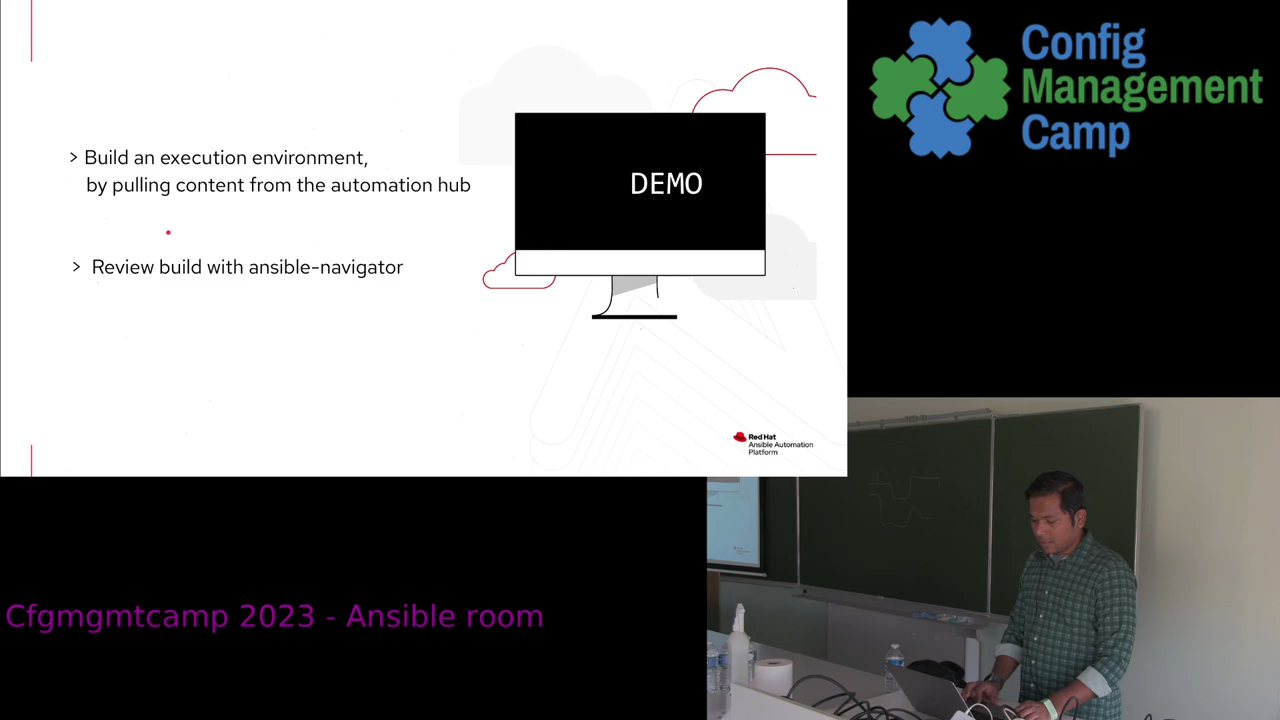 > Build an execution environment,
by pulling content from the automation hub
> Review build with ansible-navigator
DEMO
Red Hat
Ansible Automation
Platform
Config
Management
Camp
Cfgmgmtcamp 2023 - Ansible room